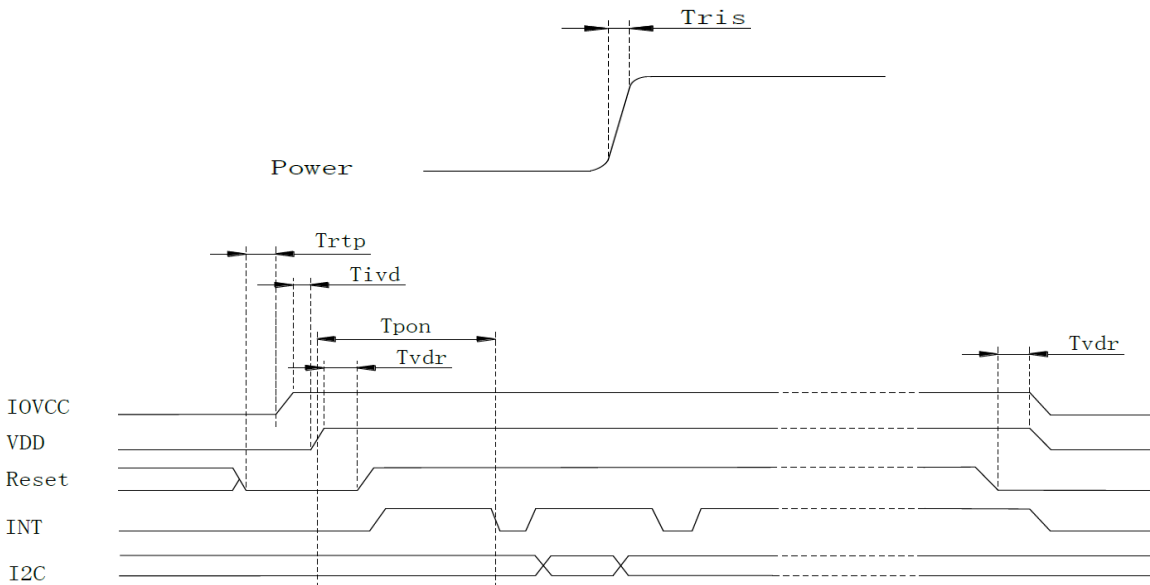 Tris
Power
Trtp
Tivd
Tpon
Tvdr
Tvdr
IOVCC
VDD
Reset
INT
I2C